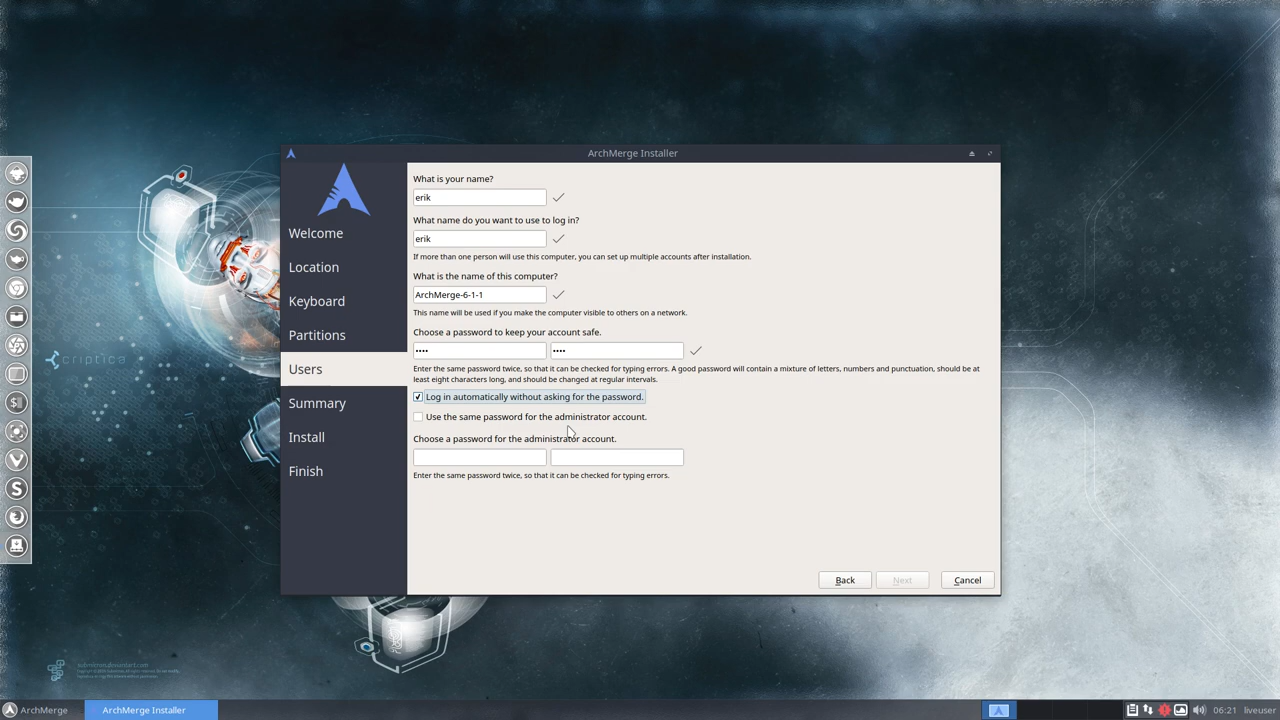 ArchMerge Installer
What is your name?
erik
What name do you want to use to log in?
erik
If more than one person will use this computer, you can set up multiple accounts after installation.
What is the name of this computer?
ArchMerge-6-1-1
This name will be used if you make the computer visible to others on a network.
Choose a password to keep your account safe.
•••• ••••
Enter the same password twice, so that it can be checked for typing errors. A good password will contain a mixture of letters, numbers and punctuation, should be at
least eight characters long, and should be changed at regular intervals.
Log in automatically without asking for the password.
Use the same password for the administrator account.
Choose a password for the administrator account.
Enter the same password twice, so that it can be checked for typing errors.
Welcome
Location
Keyboard
Partitions
Users
Summary
Install
Finish
Back Next Cancel
criptica
ArchMerge ArchMerge Installer 06:21 liveuser